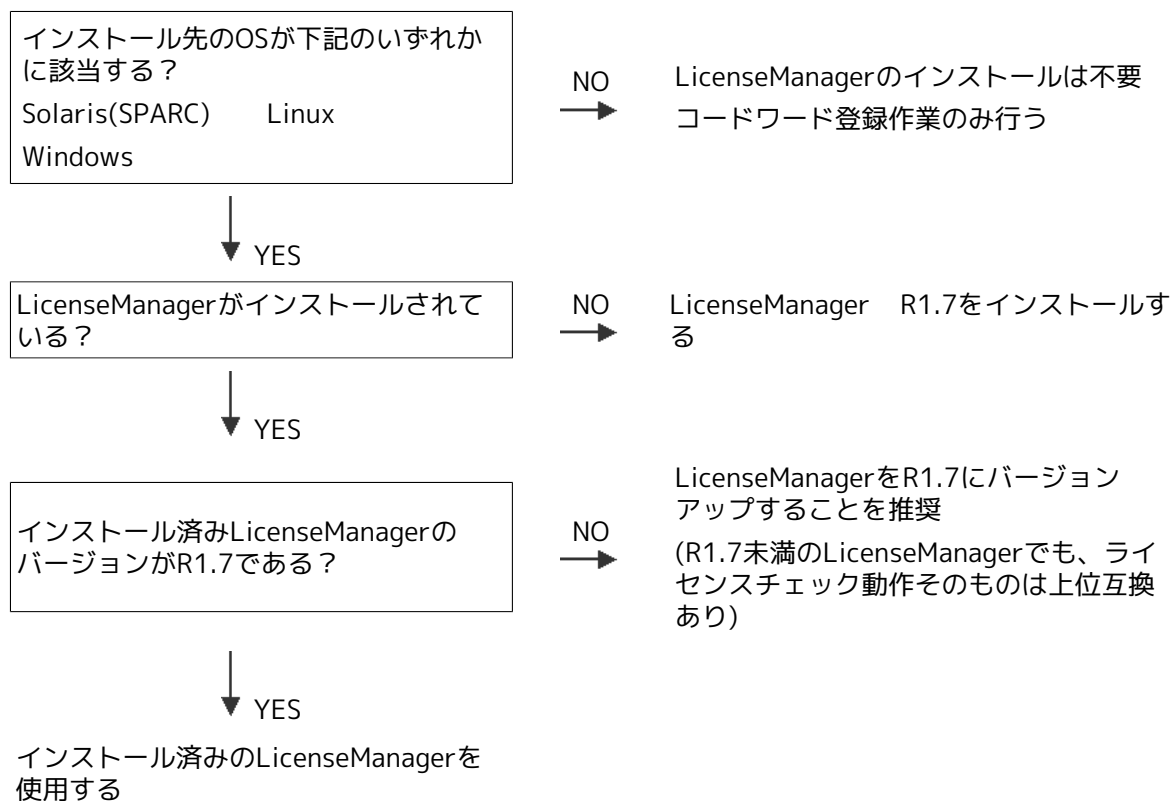 インストール先のOSが下記のいずれか
に該当する？
Solaris(SPARC)　　Linux
Windows
NO
LicenseManagerのインストールは不要
コードワード登録作業のみ行う
YES
LicenseManagerがインストールされて
いる？
NO
LicenseManager　R1.7をインストールす
る
YES
インストール済みLicenseManagerの
バージョンがR1.7である？
NO
LicenseManagerをR1.7にバージョン
アップすることを推奨
(R1.7未満のLicenseManagerでも、ライ
センスチェック動作そのものは上位互換
あり)
YES
インストール済みのLicenseManagerを
使用する